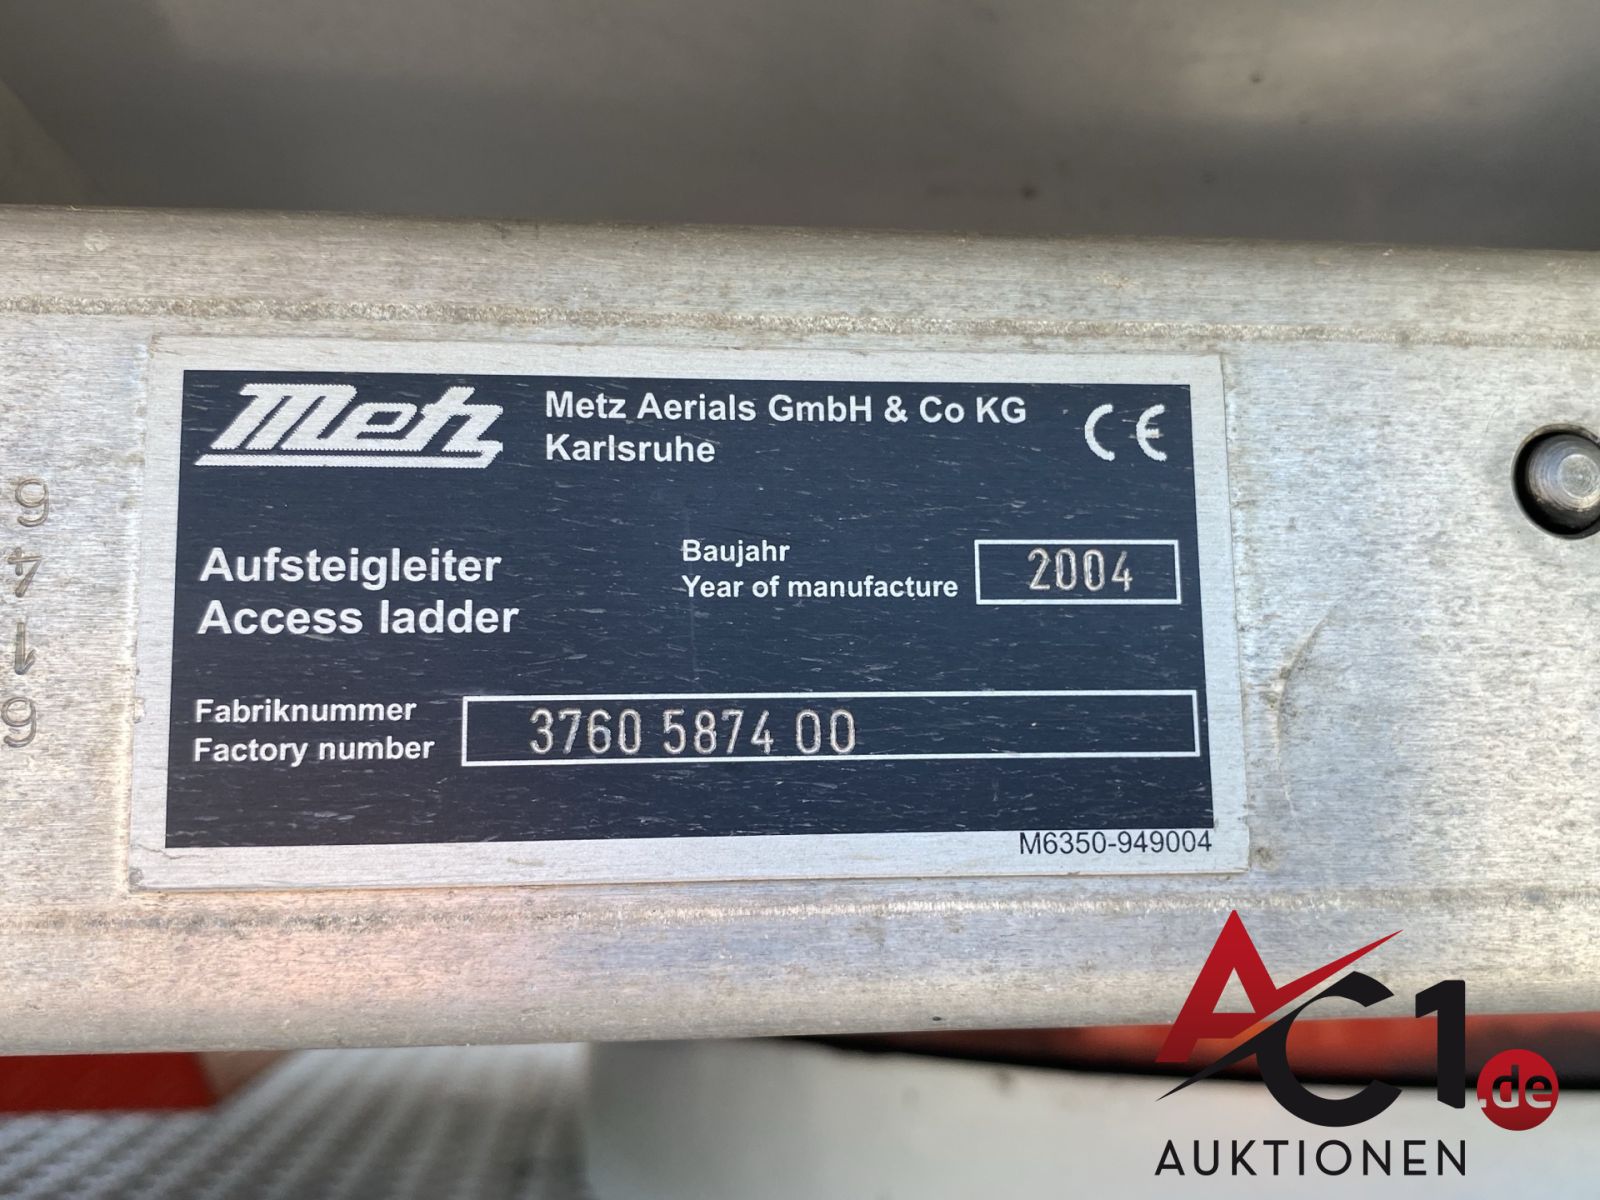 Metz
Metz Aerials GmbH & Co KG
Karlsruhe
CE
Aufsteigleiter
Access ladder
Baujahr
Year of manufacture
2004
Fabriknummer
Factory number
3760 5874 00
M6350-949004
AC1.de
AUKTIONEN